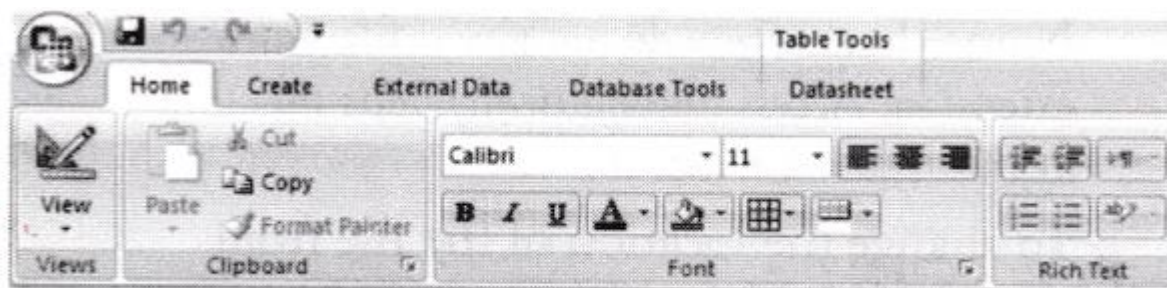 Table Tools
Home Create External Data Database Tools Datasheet
Cut
Calibri 11
Copy
View Paste
Format Painter
B I U A
Views Clipboard Font Rich Text